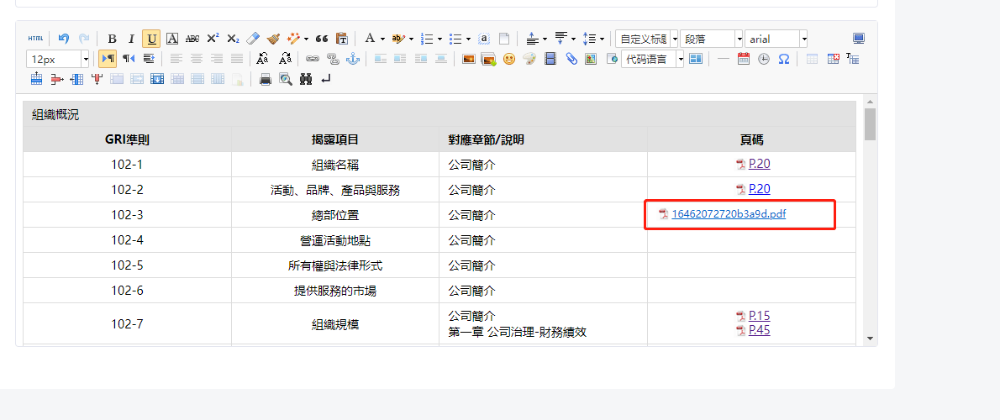 HTML B I U A ABC X² X₂ A ab 自定义标题 段落 arial
12px 代码语言
組織概況
GRI準則 揭露項目 對應章節/說明 頁碼
102-1 組織名稱 公司簡介 P.20
102-2 活動、品牌、產品與服務 公司簡介 P.20
102-3 總部位置 公司簡介 16462072720b3a9d.pdf
102-4 營運活動地點 公司簡介
102-5 所有權與法律形式 公司簡介
102-6 提供服務的市場 公司簡介
102-7 組織規模 公司簡介 P.15
第一章 公司治理-財務績效 P.45